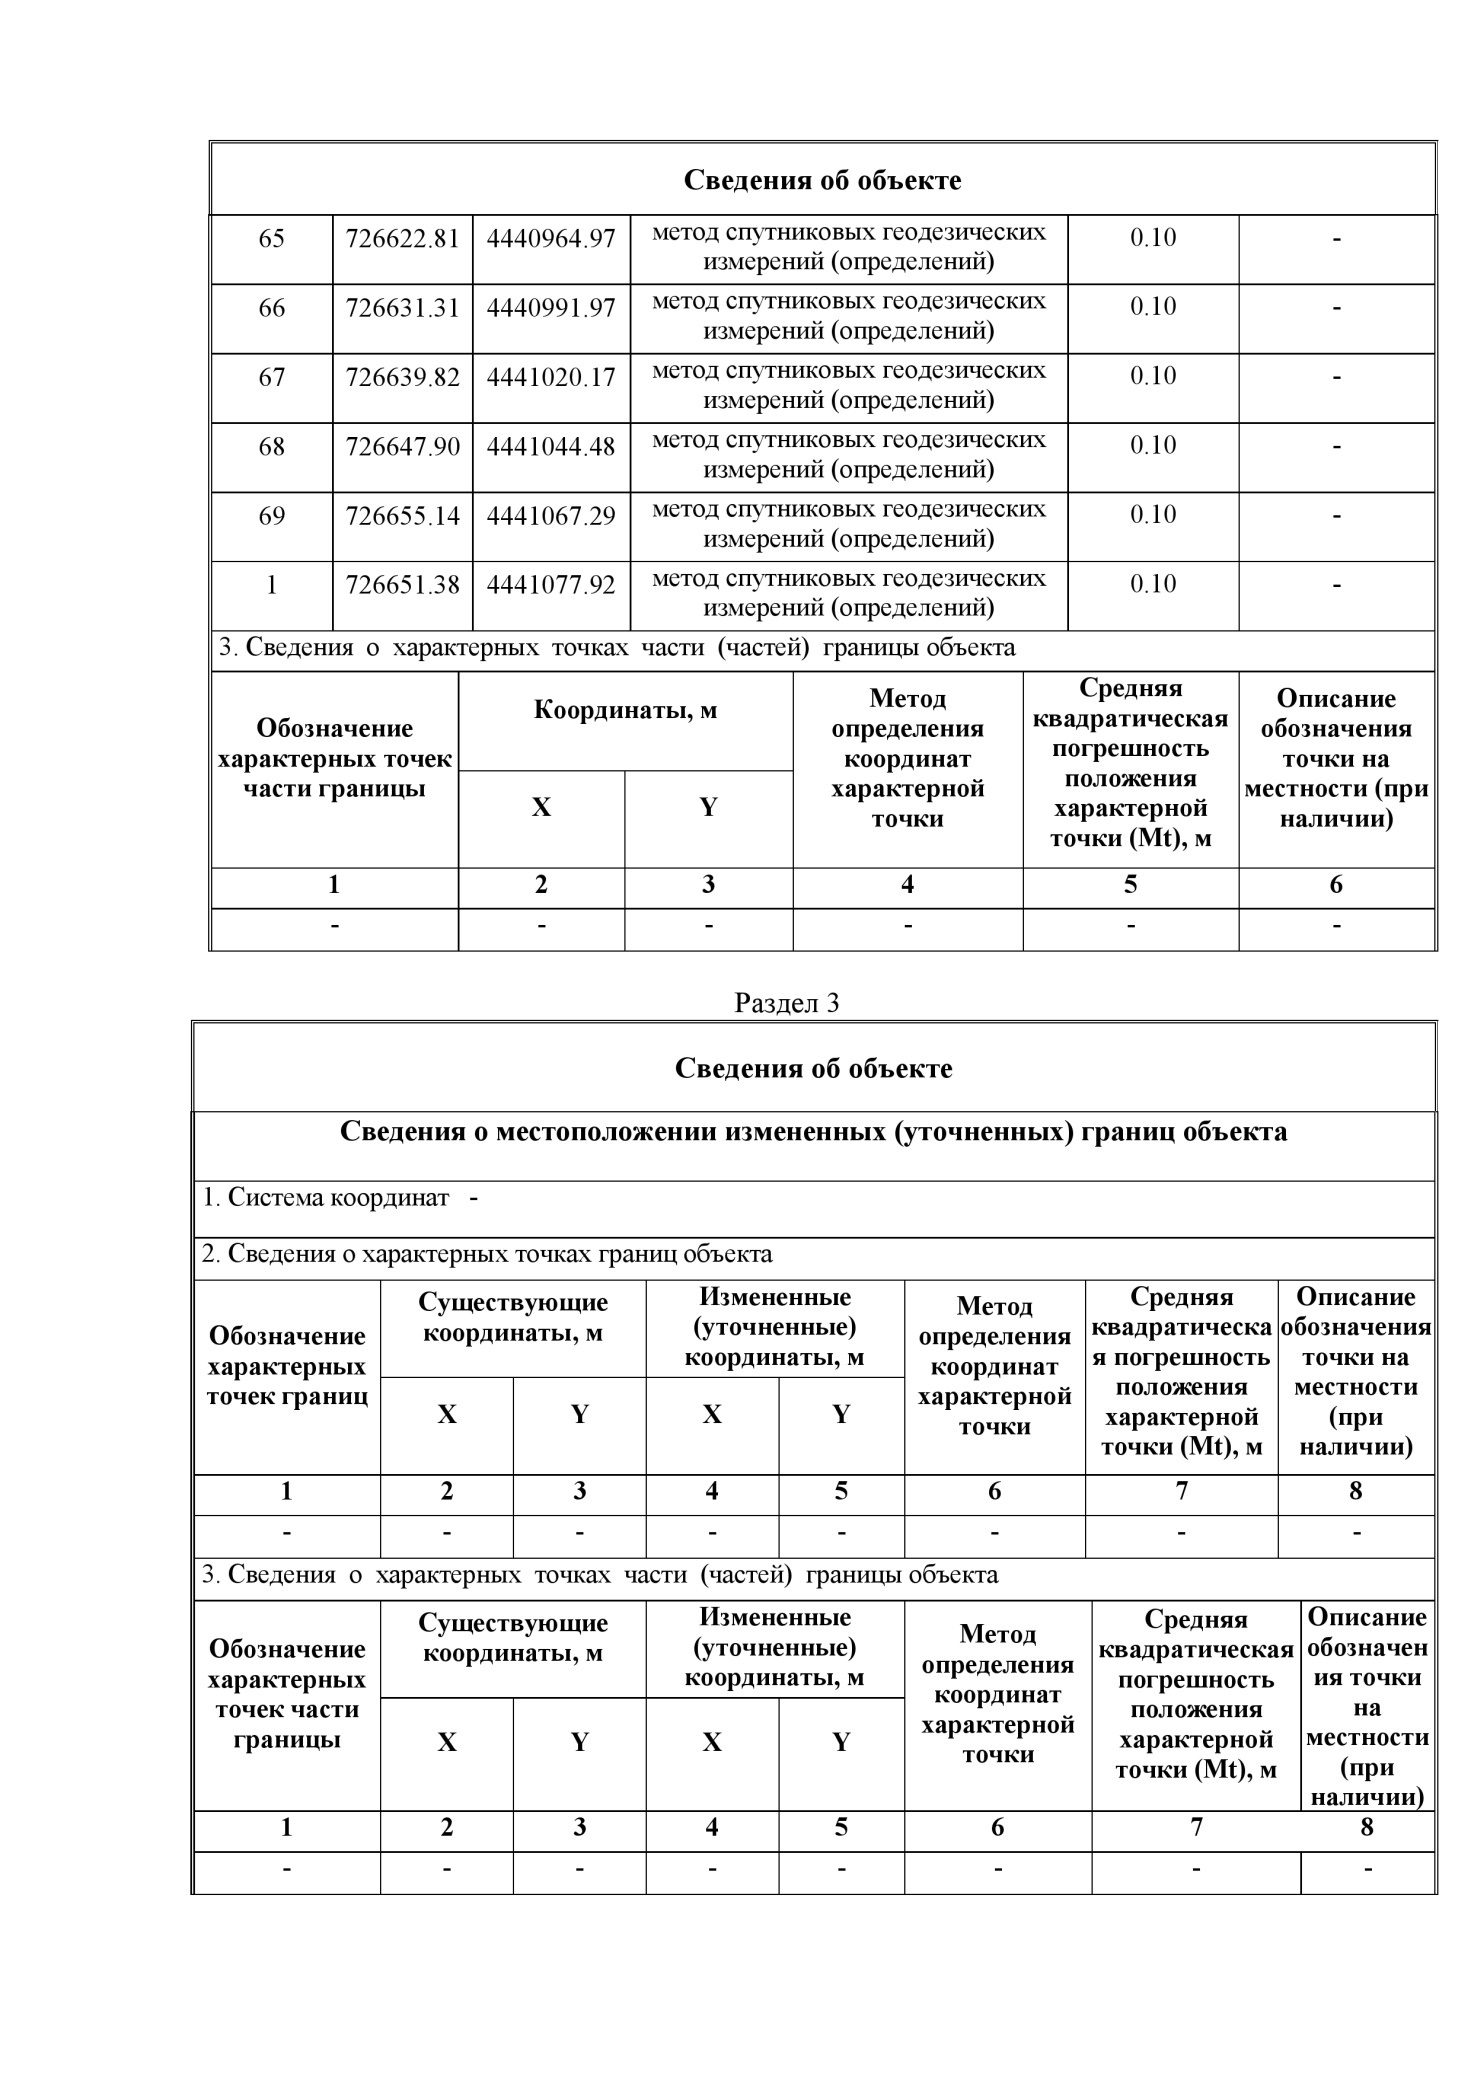 Сведения об объекте
65 726622.81 4440964.97 метод спутниковых геодезических измерений (определений) 0.10 -
66 726631.31 4440991.97 метод спутниковых геодезических измерений (определений) 0.10 -
67 726639.82 4441020.17 метод спутниковых геодезических измерений (определений) 0.10 -
68 726647.90 4441044.48 метод спутниковых геодезических измерений (определений) 0.10 -
69 726655.14 4441067.29 метод спутниковых геодезических измерений (определений) 0.10 -
1 726651.38 4441077.92 метод спутниковых геодезических измерений (определений) 0.10 -
3. Сведения о характерных точках части (частей) границы объекта
Обозначение
характерных точек
части границы
Координаты, м
X Y
Метод
определения
координат
характерной
точки
Средняя
квадратическая
погрешность
положения
характерной
точки (Mt), м
Описание
обозначения
точки на
местности (при
наличии)
1 2 3 4 5 6
- - - - - -
Раздел 3
Сведения об объекте
Сведения о местоположении измененных (уточненных) границ объекта
1. Система координат -
2. Сведения о характерных точках границ объекта
Обозначение
характерных
точек границ
Существующие
координаты, м
X Y
Измененные
(уточненные)
координаты, м
X Y
Метод
определения
координат
характерной
точки
Средняя
квадратическа
я погрешность
положения
характерной
точки (Mt), м
Описание
обозначения
точки на
местности
(при
наличии)
1 2 3 4 5 6 7 8
- - - - - - - -
3. Сведения о характерных точках части (частей) границы объекта
Обозначение
характерных
точек части
границы
Существующие
координаты, м
X Y
Измененные
(уточненные)
координаты, м
X Y
Метод
определения
координат
характерной
точки
Средняя
квадратическая
погрешность
положения
характерной
точки (Mt), м
Описание
обозначен
ия точки
на
местности
(при
наличии)
1 2 3 4 5 6 7 8
- - - - - - - -